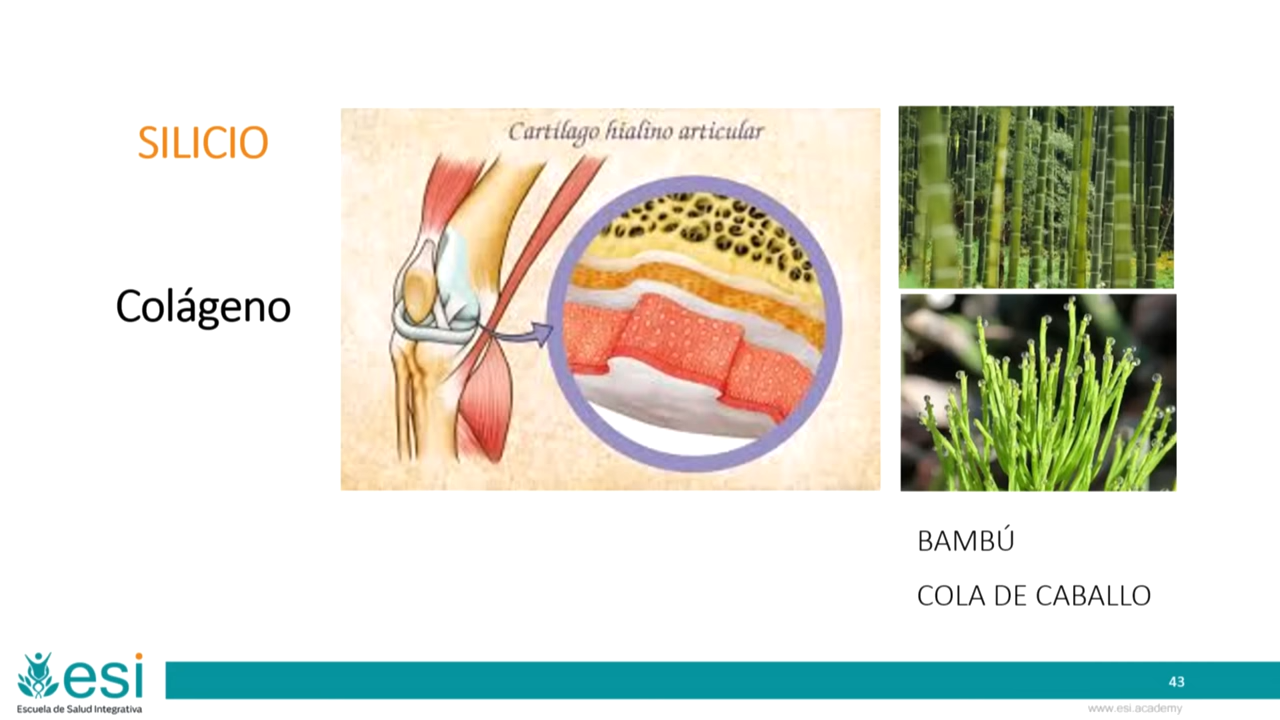 SILICIO
Colágeno
Cartílago hialino articular
BAMBÚ
COLA DE CABALLO
esi
Escuela de Salud Integrativa
43
www.esi.academy